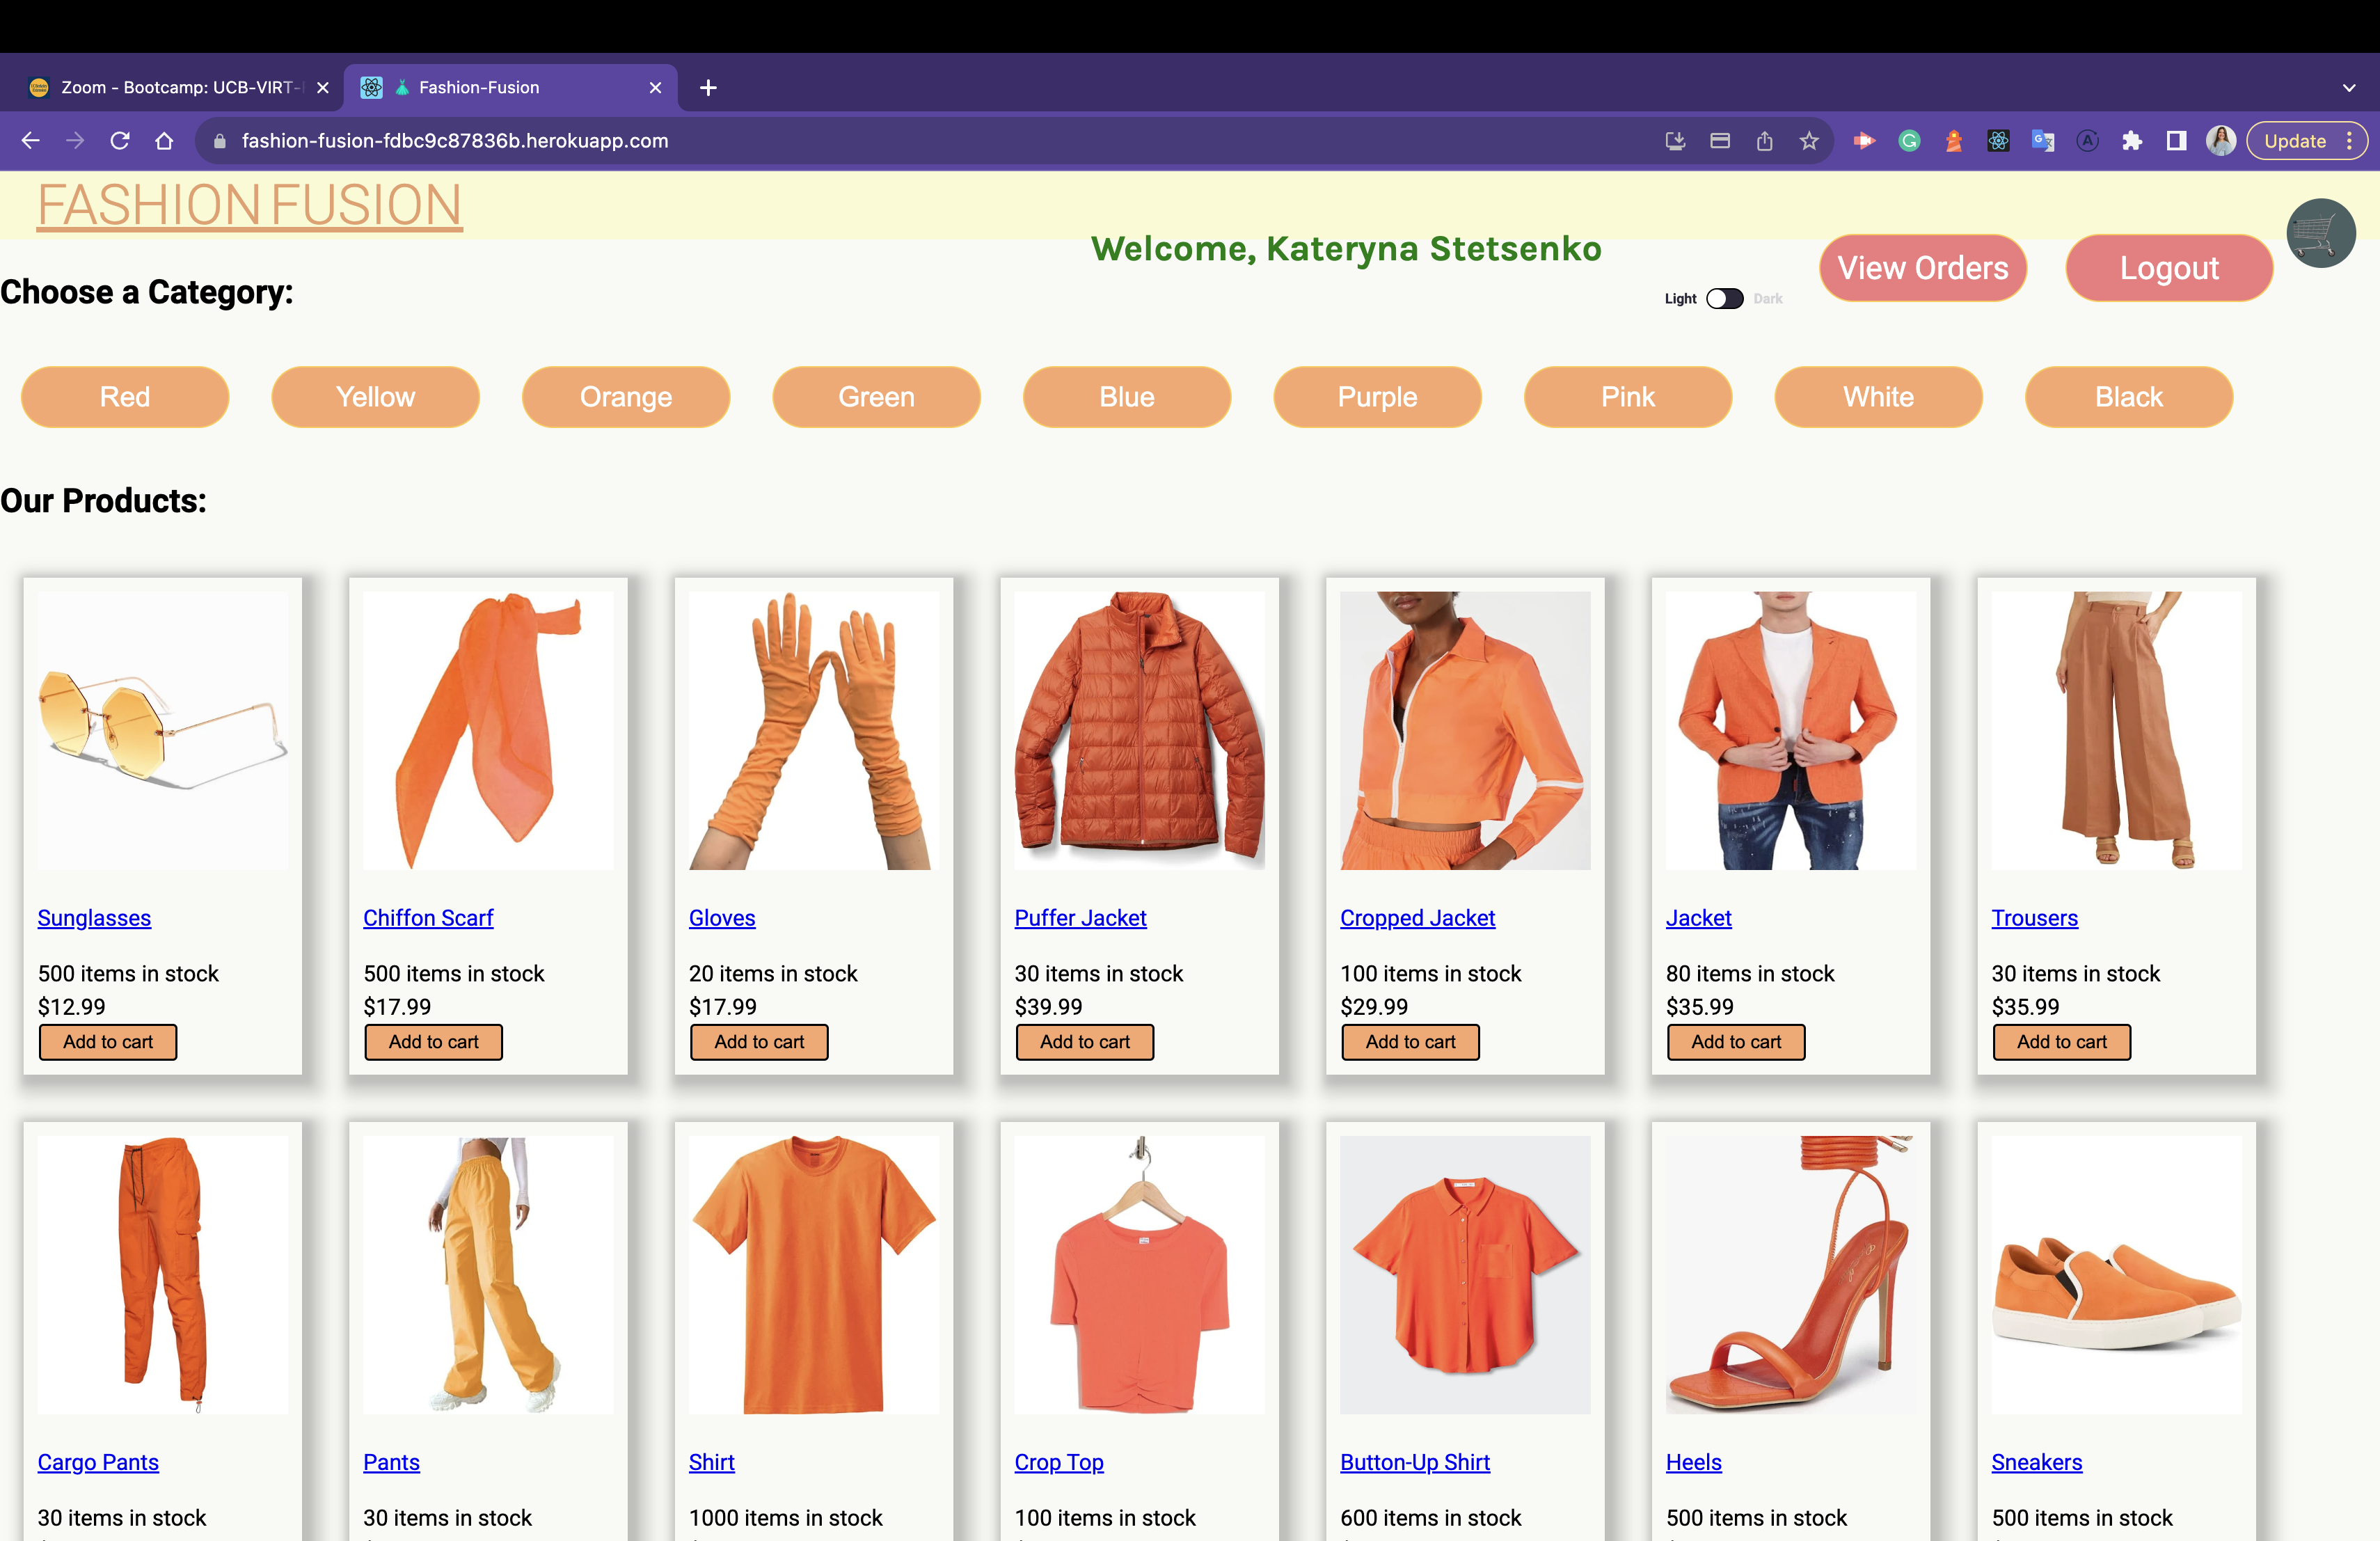 Zoom - Bootcamp: UCB-VIRT-
Fashion-Fusion
fashion-fusion-fdbc9c87836b.herokuapp.com
Update
FASHION FUSION
Welcome, Kateryna Stetsenko
View Orders
Logout
Choose a Category:
Light
Dark
Red
Yellow
Orange
Green
Blue
Purple
Pink
White
Black
Our Products:
Sunglasses
500 items in stock
$12.99
Add to cart
Chiffon Scarf
500 items in stock
$17.99
Add to cart
Gloves
20 items in stock
$17.99
Add to cart
Puffer Jacket
30 items in stock
$39.99
Add to cart
Cropped Jacket
100 items in stock
$29.99
Add to cart
Jacket
80 items in stock
$35.99
Add to cart
Trousers
30 items in stock
$35.99
Add to cart
Cargo Pants
30 items in stock
Pants
30 items in stock
Shirt
1000 items in stock
Crop Top
100 items in stock
Button-Up Shirt
600 items in stock
Heels
500 items in stock
Sneakers
500 items in stock